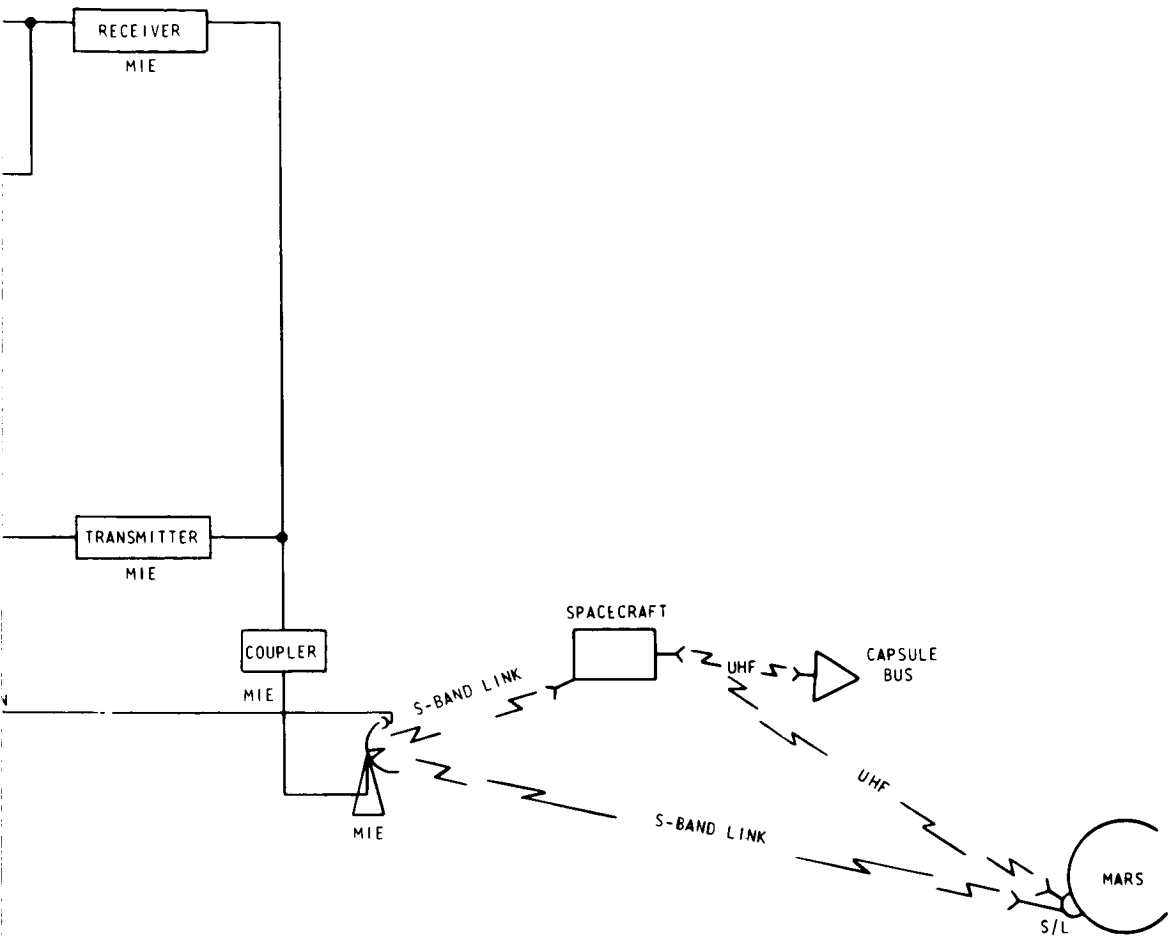 RECEIVER
MIE
TRANSMITTER
MIE
SPACECRAFT
COUPLER
MIE
CAPSULE
BUS
UHF
S-BAND LINK
UHF
MIE
S-BAND LINK
MARS
S/L